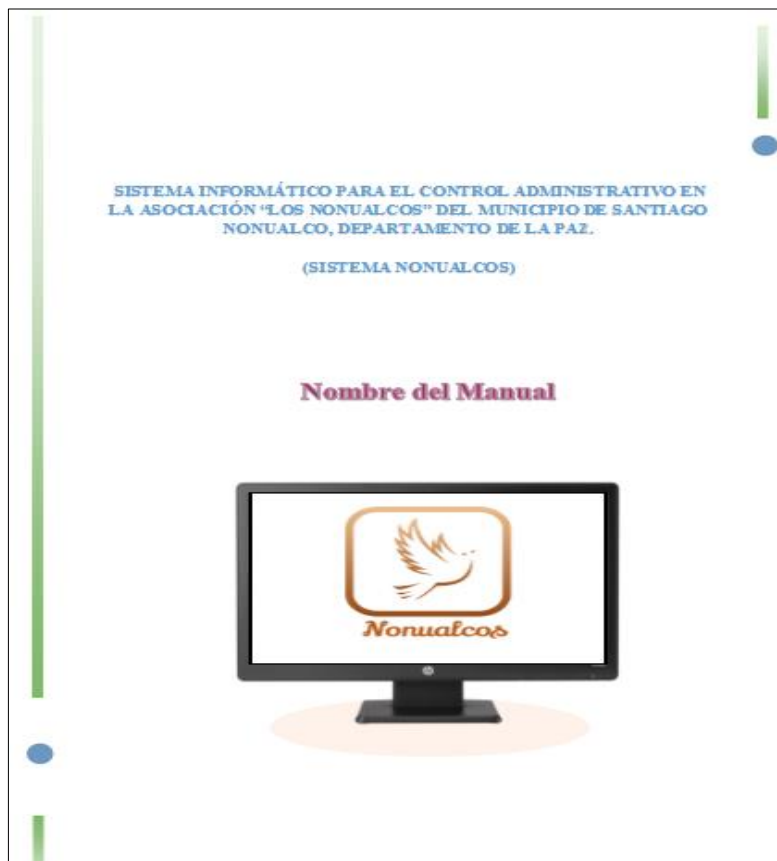 SISTEMA INFORMÁTICO PARA EL CONTROL ADMINISTRATIVO EN
LA ASOCIACIÓN “LOS NONUALCOS” DEL MUNICIPIO DE SANTIAGO
NONUALCO, DEPARTAMENTO DE LA PAZ.
(SISTEMA NONUALCOS)
Nombre del Manual
Nonualcos
hp